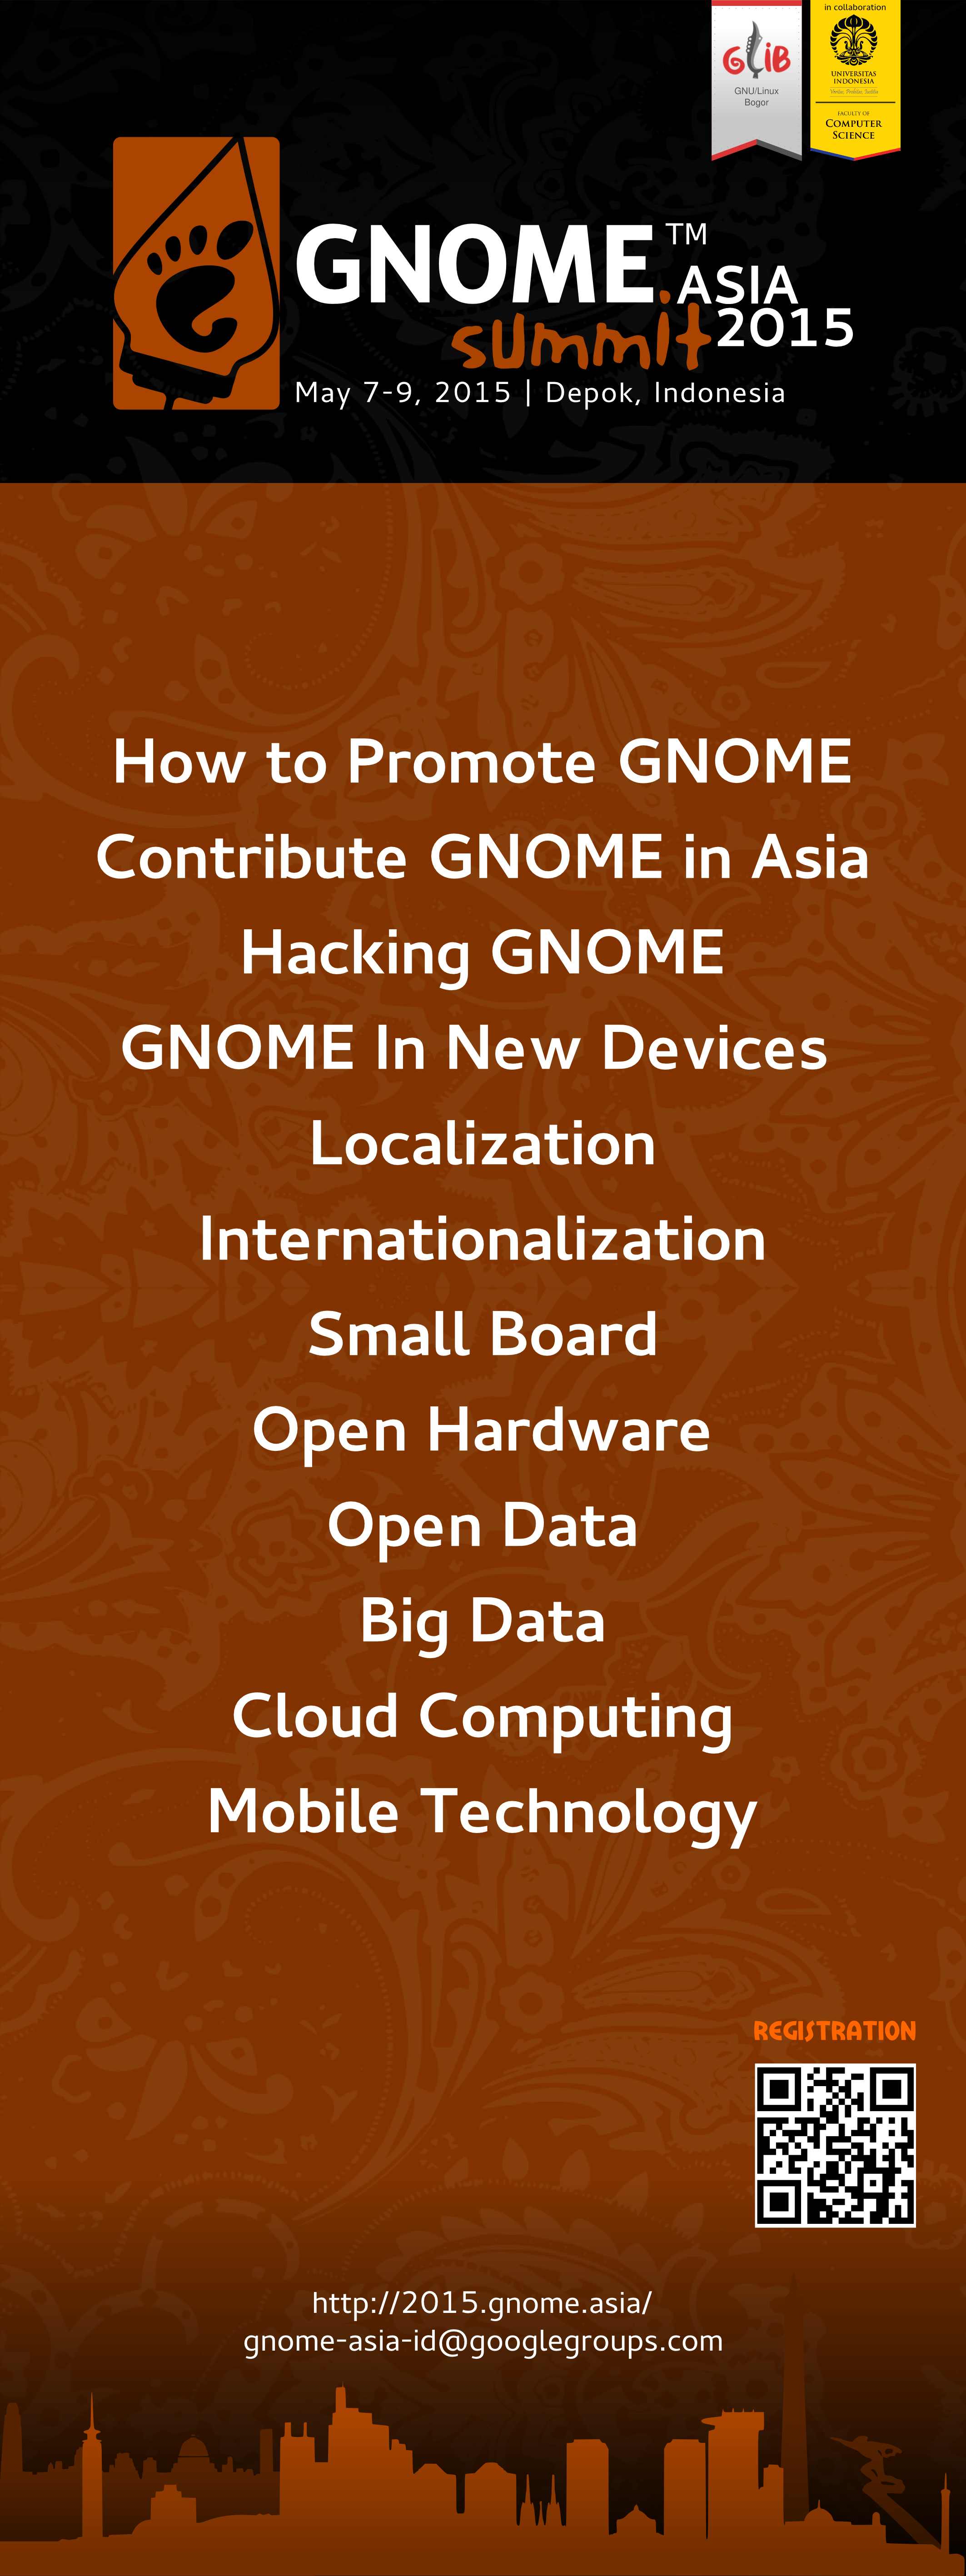 in collaboration
GLiB
GNU/Linux
Bogor
UNIVERSITAS
INDONESIA
Veritas, Probitas, Iustitia
FACULTY OF
COMPUTER
SCIENCE
GNOME™
.ASIA
summit 2015
May 7-9, 2015 | Depok, Indonesia
How to Promote GNOME
Contribute GNOME in Asia
Hacking GNOME
GNOME In New Devices
Localization
Internationalization
Small Board
Open Hardware
Open Data
Big Data
Cloud Computing
Mobile Technology
REGISTRATION
http://2015.gnome.asia/
gnome-asia-id@googlegroups.com